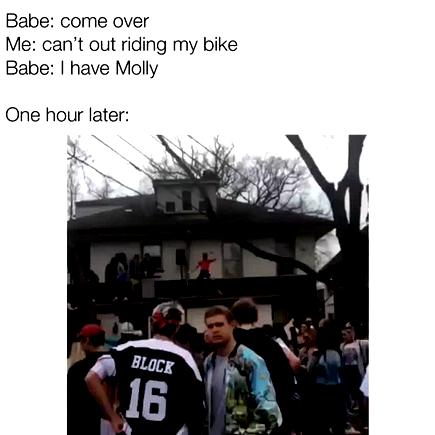 Babe: come over
Me: can't out riding my bike
Babe: I have Molly
One hour later:
BLOCK
16